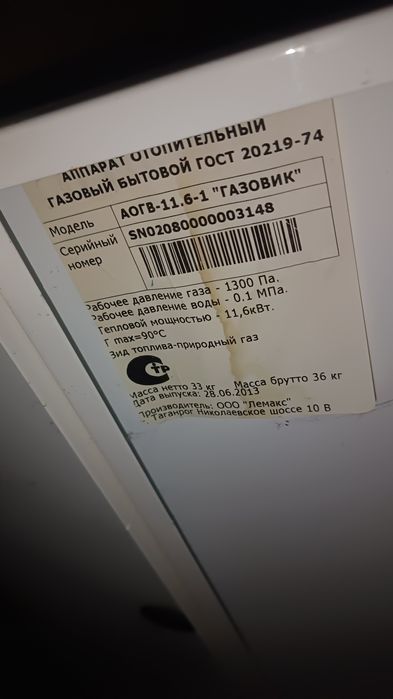 АППАРАТ ОТОПИТЕЛЬНЫЙ
ГАЗОВЫЙ БЫТОВОЙ ГОСТ 20219-74
Модель АОГВ-11.6-1 "ГАЗОВИК"
Серийный номер SN02080000003148
Рабочее давление газа - 1300 Па.
Рабочее давление воды - 0.1 МПа.
Тепловой мощностью - 11,6кВт.
T max=90°C
Вид топлива-природный газ
СТР
Масса нетто 33 кг Масса брутто 36 кг
Дата выпуска: 28.06.2013
Производитель: ООО "Лемакс"
Таганрог Николаевское шоссе 10 В